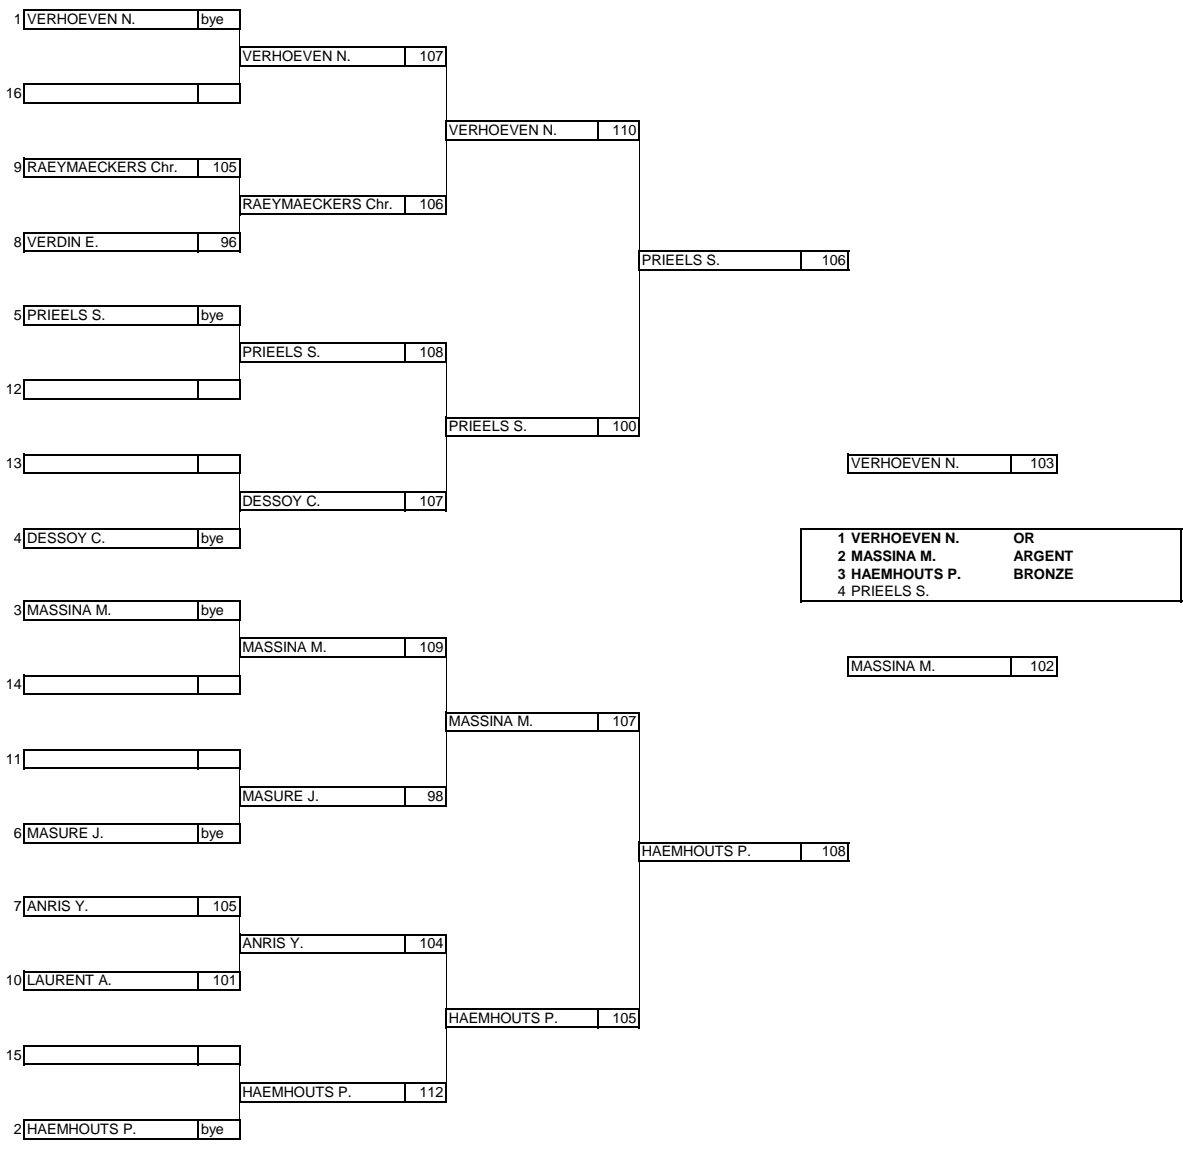 1 VERHOEVEN N. bye
VERHOEVEN N. 107
16
VERHOEVEN N. 110
9 RAEYMAECKERS Chr. 105
RAEYMAECKERS Chr. 106
8 VERDIN E. 96
PRIEELS S. 106
5 PRIEELS S. bye
PRIEELS S. 108
12
PRIEELS S. 100
13
VERHOEVEN N. 103
DESSOY C. 107
4 DESSOY C. bye
1 VERHOEVEN N. OR
2 MASSINA M. ARGENT
3 HAEMHOUTS P. BRONZE
4 PRIEELS S.
3 MASSINA M. bye
MASSINA M. 109
MASSINA M. 102
14
MASSINA M. 107
11
MASURE J. 98
6 MASURE J. bye
HAEMHOUTS P. 108
7 ANRIS Y. 105
ANRIS Y. 104
10 LAURENT A. 101
HAEMHOUTS P. 105
15
HAEMHOUTS P. 112
2 HAEMHOUTS P. bye